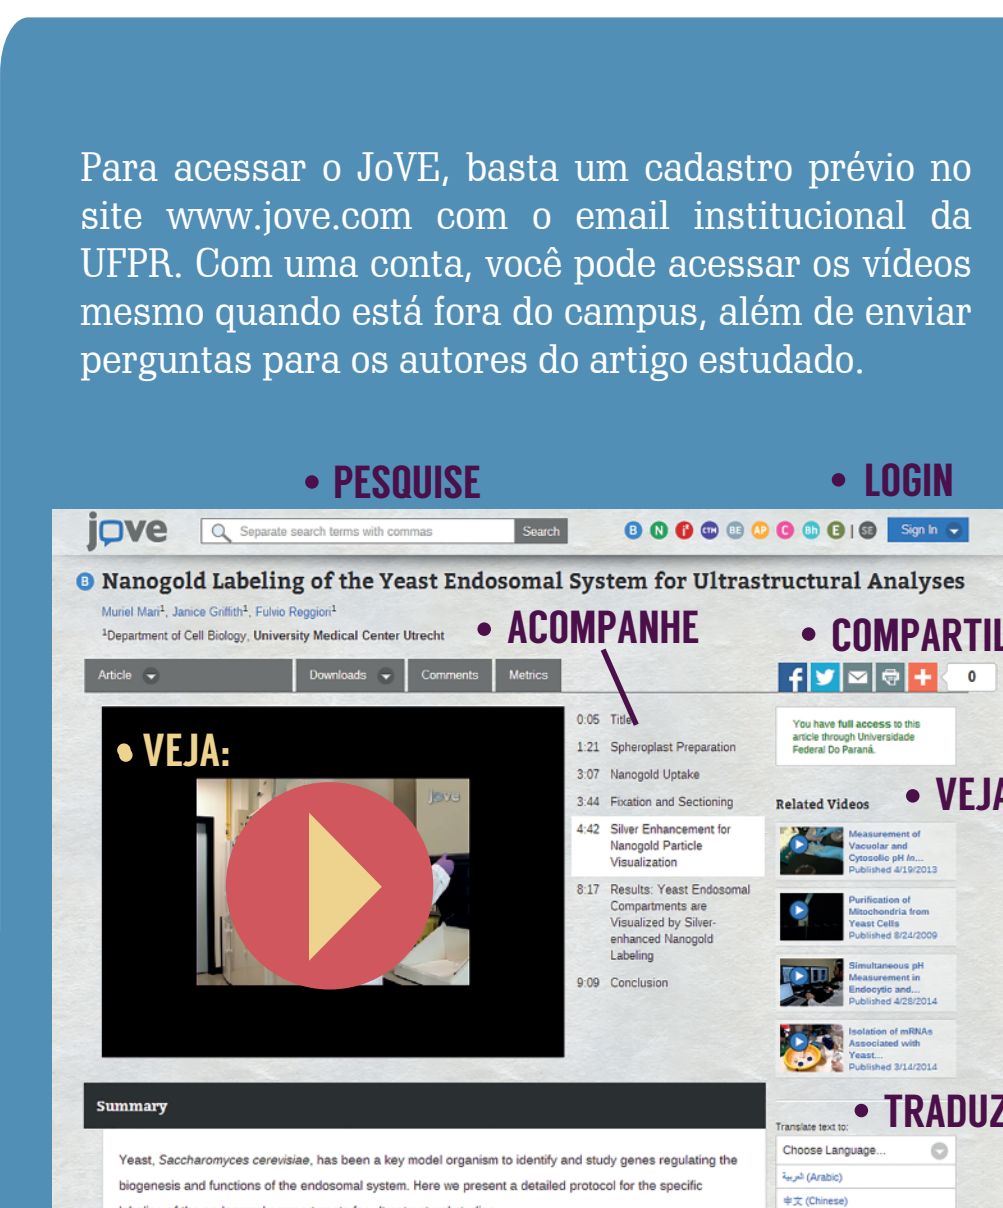 Para acessar o JoVE, basta um cadastro prévio no
site www.jove.com com o email institucional da
UFPR. Com uma conta, você pode acessar os vídeos
mesmo quando está fora do campus, além de enviar
perguntas para os autores do artigo estudado.
• PESQUISE
• LOGIN
jove
Separate search terms with commas
Search
B N CTM BE AP C Bh E | SE
Sign In
B Nanogold Labeling of the Yeast Endosomal System for Ultrastructural Analyses
Muriel Mari1, Janice Griffith1, Fulvio Reggiori1
1Department of Cell Biology, University Medical Center Utrecht
• ACOMPANHE
• COMPARTIL
Article
Downloads
Comments
Metrics
0
• VEJA:
jove
0:05 Title
1:21 Spheroplast Preparation
3:07 Nanogold Uptake
3:44 Fixation and Sectioning
4:42 Silver Enhancement for
Nanogold Particle
Visualization
8:17 Results: Yeast Endosomal
Compartments are
Visualized by Silver-
enhanced Nanogold
Labeling
9:09 Conclusion
You have full access to this
article through Universidade
Federal Do Paraná.
Related Videos
• VEJA
Measurement of
Vacuolar and
Cytosolic pH In...
Published 4/19/2013
Purification of
Mitochondria from
Yeast Cells
Published 8/24/2009
Simultaneous pH
Measurement in
Endocytic and...
Published 4/28/2014
Isolation of mRNAs
Associated with
Yeast...
Published 3/14/2014
Summary
• TRADUZ
Translate text to:
Choose Language...
العربية (Arabic)
中文 (Chinese)
Yeast, Saccharomyces cerevisiae, has been a key model organism to identify and study genes regulating the
biogenesis and functions of the endosomal system. Here we present a detailed protocol for the specific